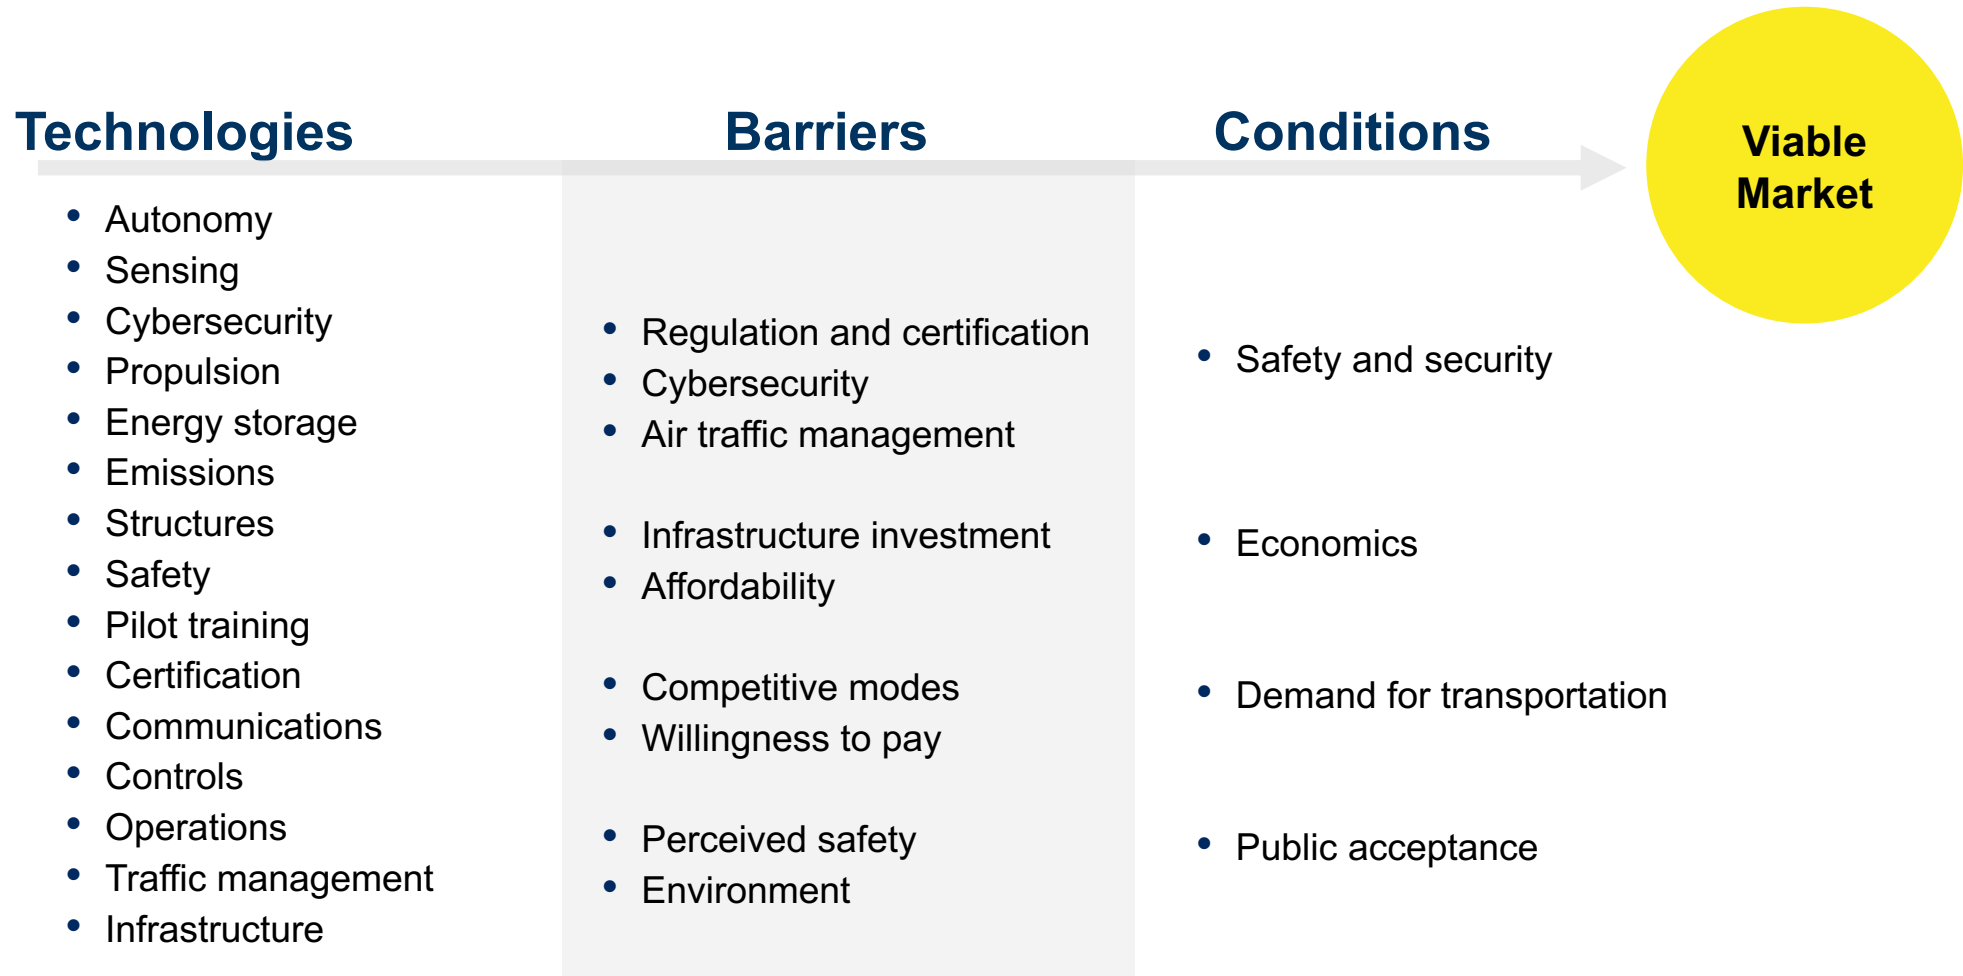 Technologies
• Autonomy
• Sensing
• Cybersecurity
• Propulsion
• Energy storage
• Emissions
• Structures
• Safety
• Pilot training
• Certification
• Communications
• Controls
• Operations
• Traffic management
• Infrastructure
Barriers
• Regulation and certification
• Cybersecurity
• Air traffic management
• Infrastructure investment
• Affordability
• Competitive modes
• Willingness to pay
• Perceived safety
• Environment
Conditions
• Safety and security
• Economics
• Demand for transportation
• Public acceptance
Viable
Market